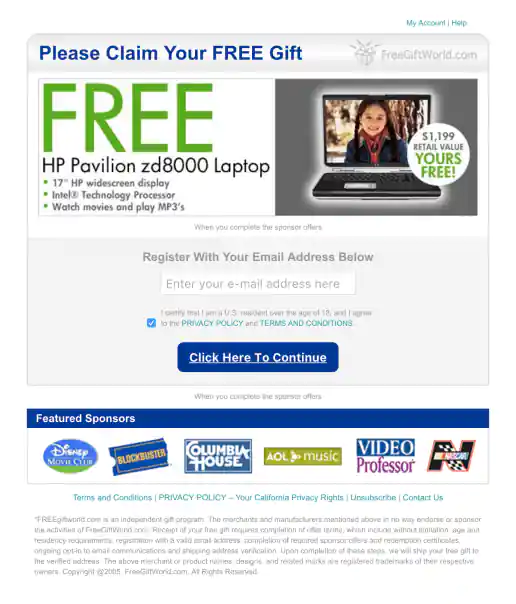 My Account | Help
Please Claim Your FREE Gift
FreeGiftWorld.com
FREE
HP Pavilion zd8000 Laptop
• 17" HP widescreen display
• Intel® Technology Processor
• Watch movies and play MP3's
$1,199
RETAIL VALUE
YOURS
FREE!
When you complete the sponsor offers
Register With Your Email Address Below
Enter your e-mail address here
I certify that I am a U.S. resident over the age of 18, and I agree
to the PRIVACY POLICY and TERMS AND CONDITIONS.
Click Here To Continue
When you complete the sponsor offers
Featured Sponsors
Disney
MOVIE CLUB
BLOCKBUSTER
COLUMBIA
HOUSE
AOL music
VIDEO
Professor
N
NASCAR
Terms and Conditions | PRIVACY POLICY – Your California Privacy Rights | Unsubscribe | Contact Us
*FREEgiftworld.com is an independent gift program. The merchants and manufacturers mentioned above in no way endorse or sponsor
the activities of FreeGiftWorld.com. Receipt of your free gift requires completion of offer terms, which include without donation, age and
residency requirements, registration with a valid email address, completion of required sponsor offers and redemption certificates,
ongoing opt-in to email communications and shipping address verification. Upon completion of these steps, we will ship your free gift to
the verified address. The above merchant or product names, designs, and related marks are registered trademarks of their respective
owners. Copyright @2005, FreeGiftWorld.com, All Rights Reserved.